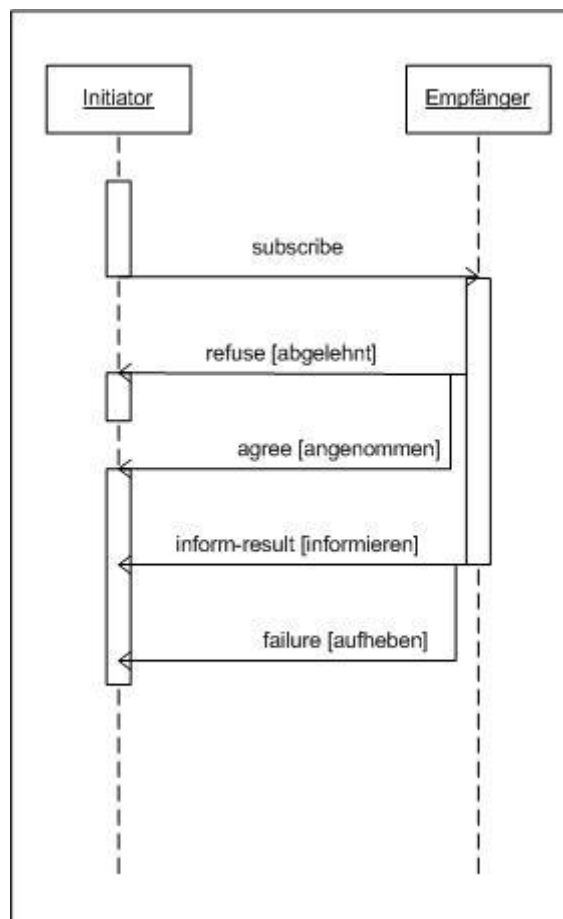 Initiator
Empfänger
subscribe
refuse [abgelehnt]
agree [angenommen]
inform-result [informieren]
failure [aufheben]